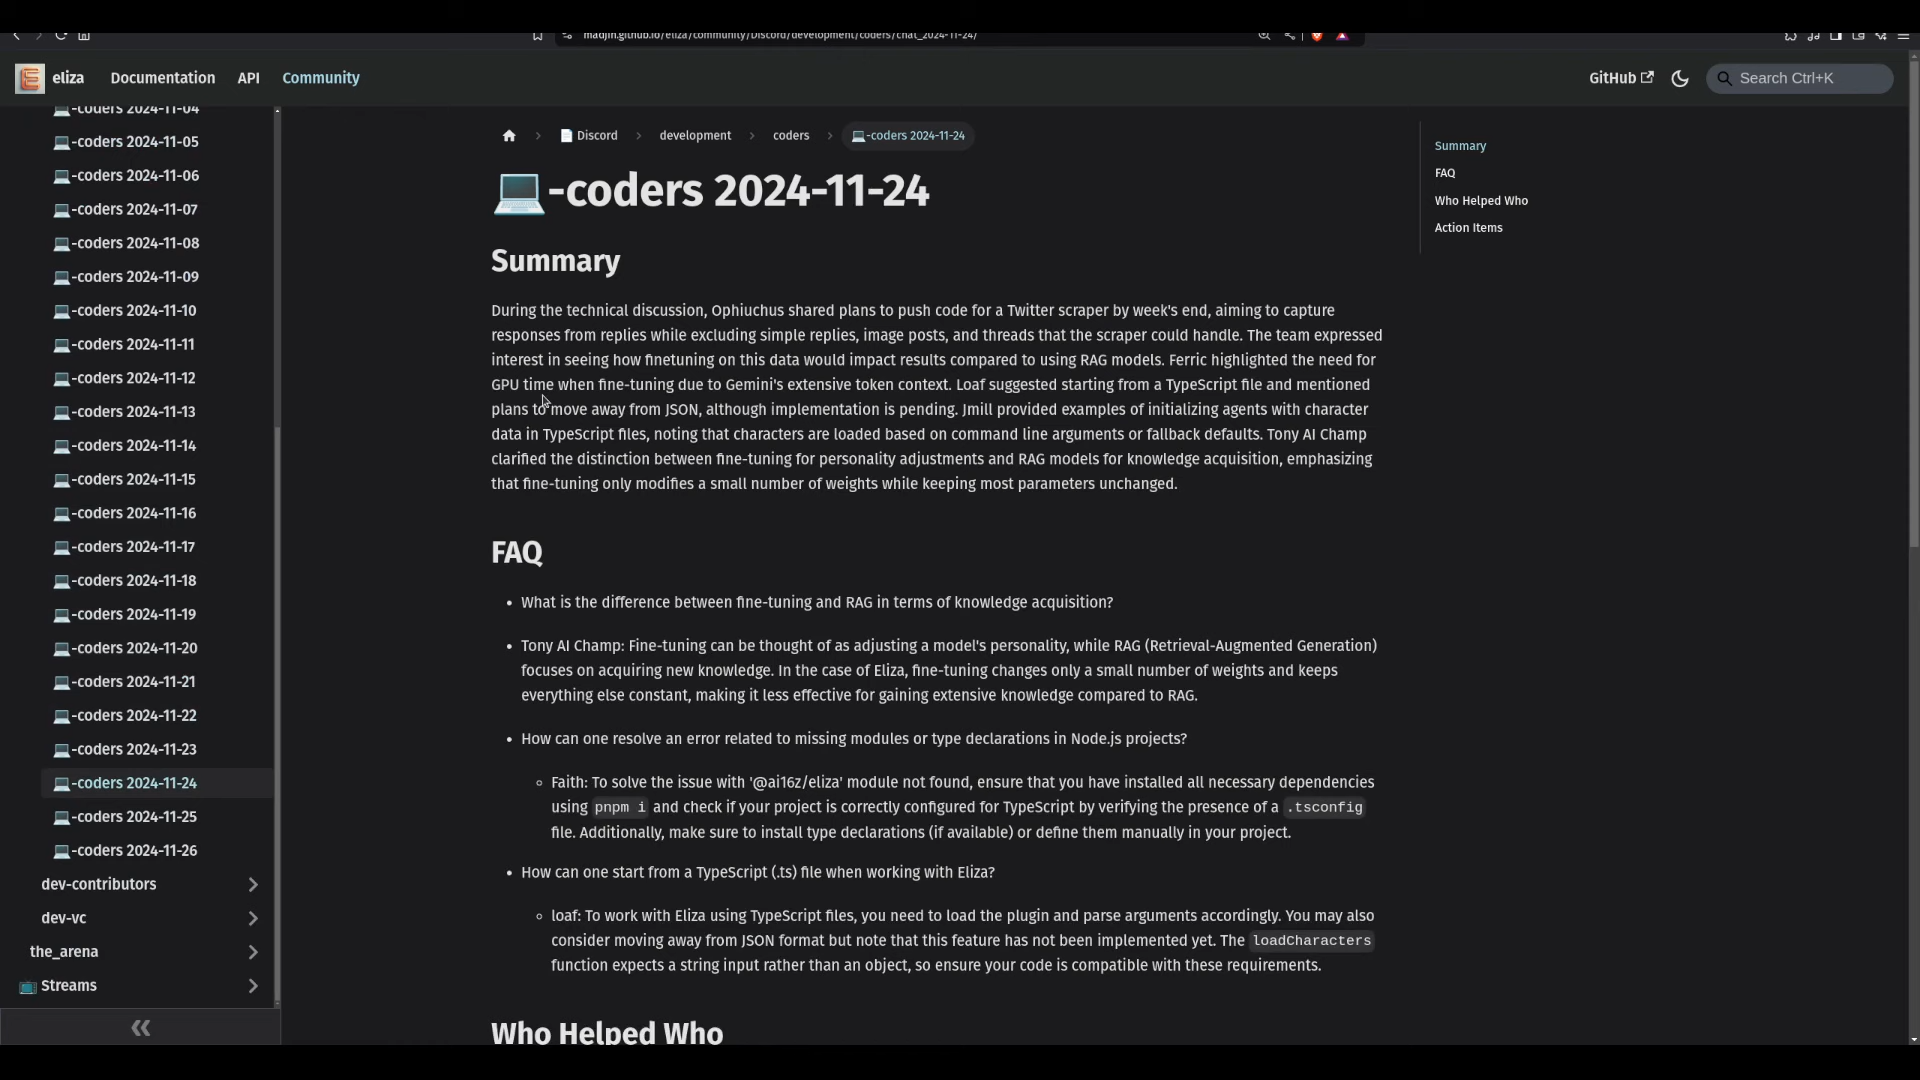 madjin.github.io/eliza/community/Discord/development/coders/chat_2024-11-24/
eliza
Documentation
API
Community
GitHub
Search Ctrl+K
-coders 2024-11-04
-coders 2024-11-05
-coders 2024-11-06
-coders 2024-11-07
-coders 2024-11-08
-coders 2024-11-09
-coders 2024-11-10
-coders 2024-11-11
-coders 2024-11-12
-coders 2024-11-13
-coders 2024-11-14
-coders 2024-11-15
-coders 2024-11-16
-coders 2024-11-17
-coders 2024-11-18
-coders 2024-11-19
-coders 2024-11-20
-coders 2024-11-21
-coders 2024-11-22
-coders 2024-11-23
-coders 2024-11-24
-coders 2024-11-25
-coders 2024-11-26
dev-contributors
dev-vc
the_arena
Streams
Discord
development
coders
-coders 2024-11-24
-coders 2024-11-24
Summary
During the technical discussion, Ophiuchus shared plans to push code for a Twitter scraper by week's end, aiming to capture
responses from replies while excluding simple replies, image posts, and threads that the scraper could handle. The team expressed
interest in seeing how finetuning on this data would impact results compared to using RAG models. Ferric highlighted the need for
GPU time when fine-tuning due to Gemini's extensive token context. Loaf suggested starting from a TypeScript file and mentioned
plans to move away from JSON, although implementation is pending. Jmill provided examples of initializing agents with character
data in TypeScript files, noting that characters are loaded based on command line arguments or fallback defaults. Tony AI Champ
clarified the distinction between fine-tuning for personality adjustments and RAG models for knowledge acquisition, emphasizing
that fine-tuning only modifies a small number of weights while keeping most parameters unchanged.
FAQ
What is the difference between fine-tuning and RAG in terms of knowledge acquisition?
Tony AI Champ: Fine-tuning can be thought of as adjusting a model's personality, while RAG (Retrieval-Augmented Generation)
focuses on acquiring new knowledge. In the case of Eliza, fine-tuning changes only a small number of weights and keeps
everything else constant, making it less effective for gaining extensive knowledge compared to RAG.
How can one resolve an error related to missing modules or type declarations in Node.js projects?
Faith: To solve the issue with '@ai16z/eliza' module not found, ensure that you have installed all necessary dependencies
using pnpm i and check if your project is correctly configured for TypeScript by verifying the presence of a .tsconfig
file. Additionally, make sure to install type declarations (if available) or define them manually in your project.
How can one start from a TypeScript (.ts) file when working with Eliza?
loaf: To work with Eliza using TypeScript files, you need to load the plugin and parse arguments accordingly. You may also
consider moving away from JSON format but note that this feature has not been implemented yet. The loadCharacters
function expects a string input rather than an object, so ensure your code is compatible with these requirements.
Who Helped Who
Summary
FAQ
Who Helped Who
Action Items